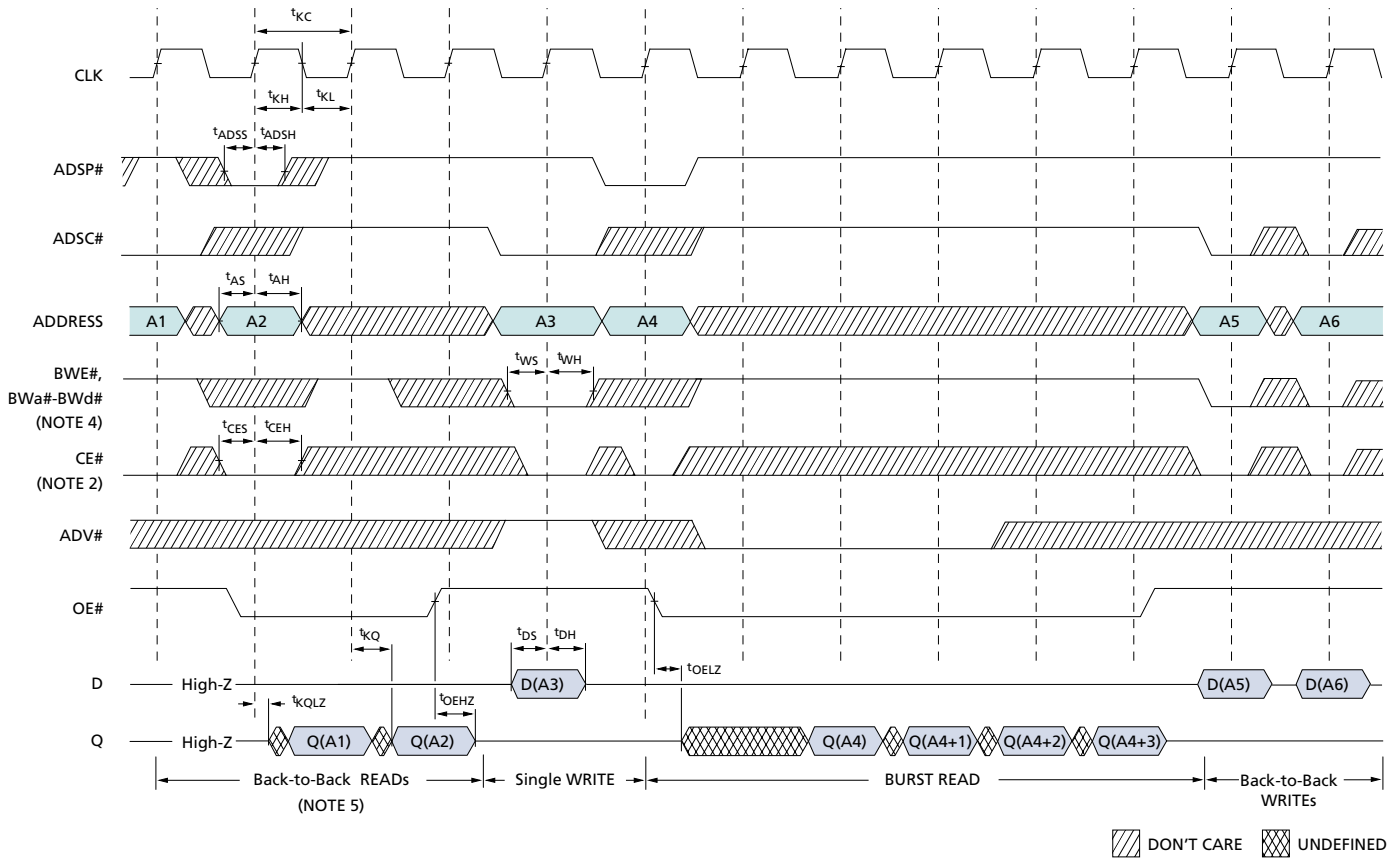 tKC
CLK
tKH tKL
tADSS tADSH
ADSP#
ADSC#
tAS tAH
ADDRESS A1 A2 A3 A4 A5 A6
BWE#,
BWa#-BWd#
(NOTE 4)
tWS tWH
tCES tCEH
CE#
(NOTE 2)
ADV#
OE#
tKQ tDS tDH
tOELZ
D High-Z D(A3) D(A5) D(A6)
tKQLZ tOEHZ
Q High-Z Q(A1) Q(A2) Q(A4) Q(A4+1) Q(A4+2) Q(A4+3)
Back-to-Back READs
(NOTE 5)
Single WRITE
BURST READ
Back-to-Back
WRITEs
DON'T CARE UNDEFINED